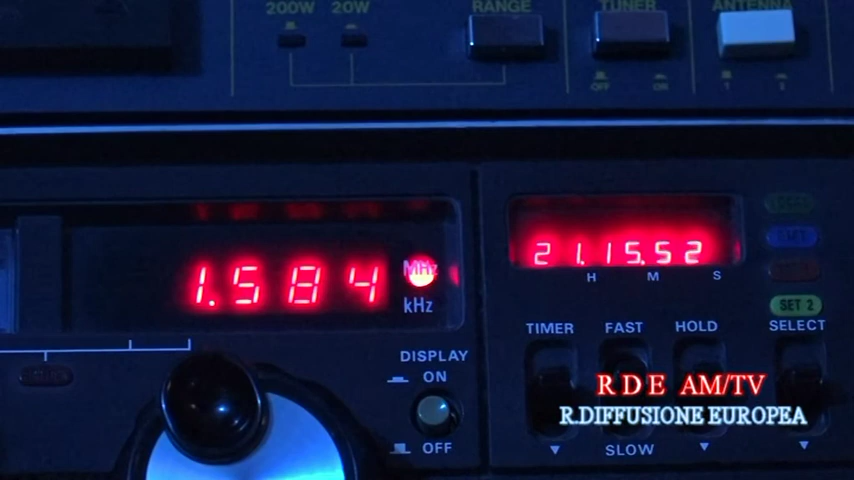 200W 20W RANGE TUNER ANTENNA
OFF ON 1 2
1.584 MHz
kHz
21.15.52
H M S
SET 2
TIMER FAST HOLD SELECT
DISPLAY
ON
OFF
SLOW
R D E AM/TV
R.DIFFUSIONE EUROPEA